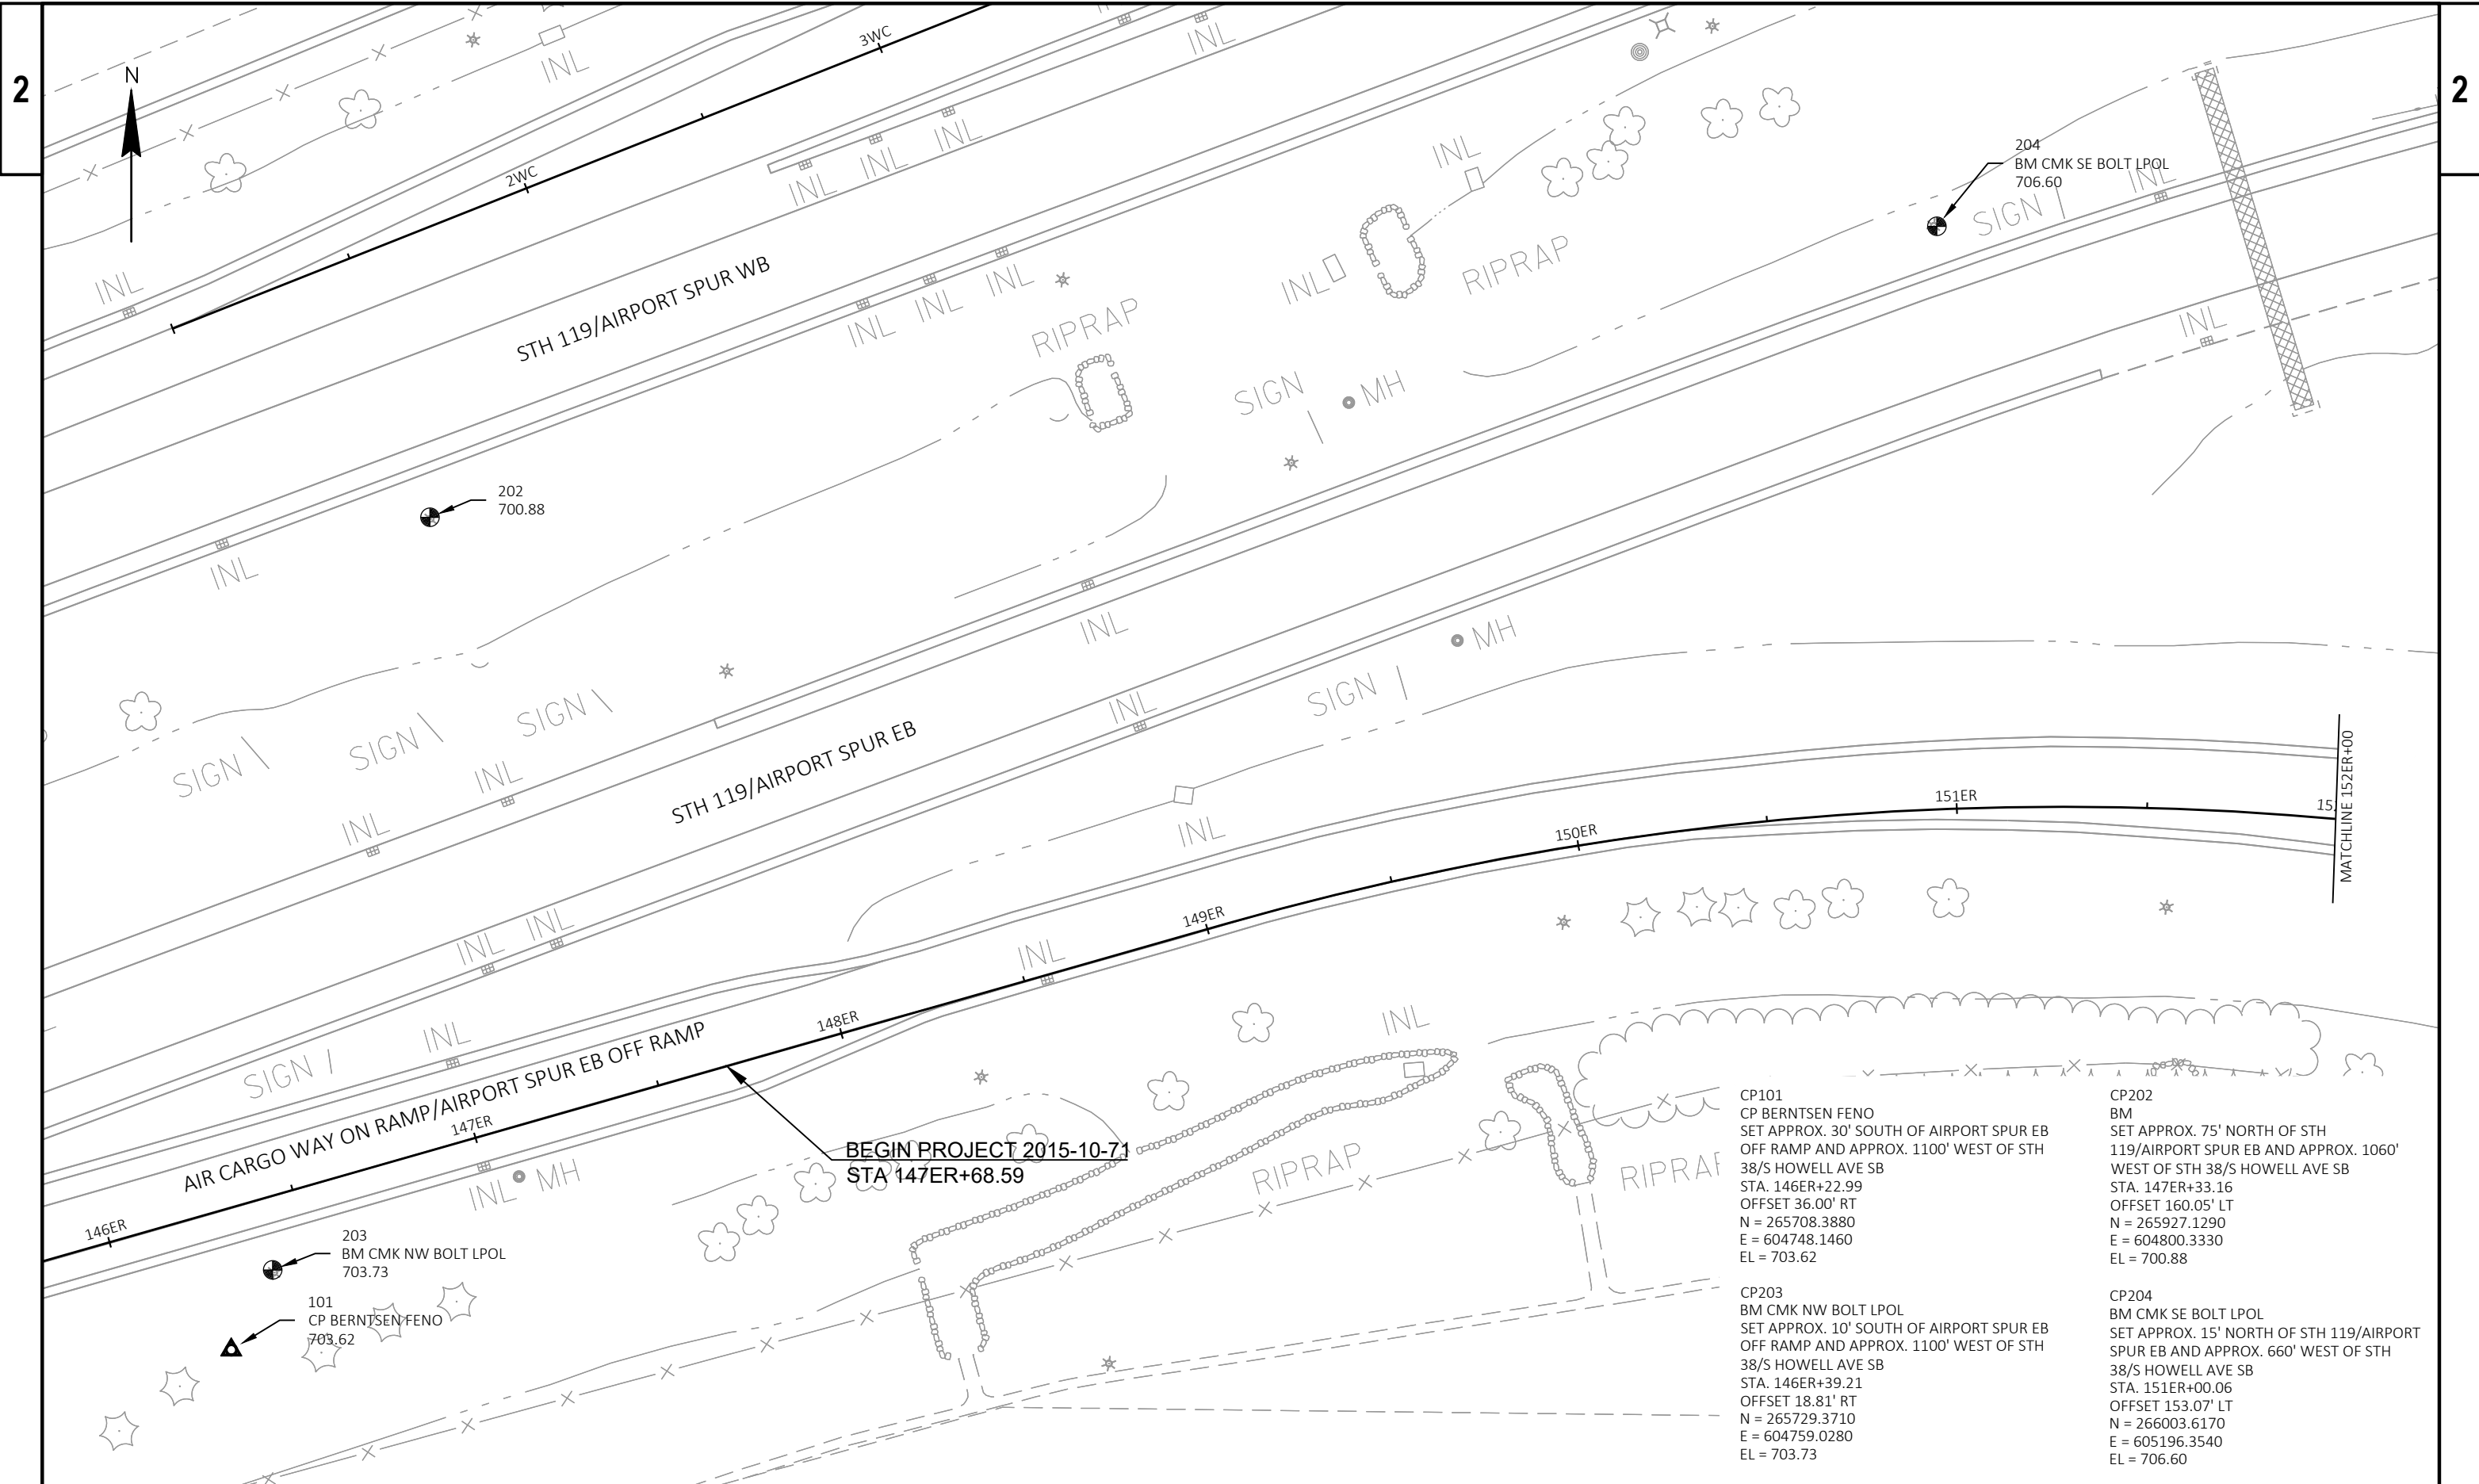 2
2
N
3WC
2WC
INL
INL
INL
INL
INL
INL
INL
STH 119/AIRPORT SPUR WB
INL
INL
INL
RIPRAP
INL
INL
RIPRAP
204
BM CMK SE BOLT LPOL
706.60
SIGN
INL
INL
SIGN
MH
202
700.88
INL
INL
MH
SIGN
SIGN
SIGN
SIGN
INL
INL
INL
STH 119/AIRPORT SPUR EB
INL
INL
INL
INL
146ER
147ER
148ER
149ER
150ER
151ER
15
MATCHLINE 152ER+00
SIGN
INL
AIR CARGO WAY ON RAMP/AIRPORT SPUR EB OFF RAMP
INL
MH
BEGIN PROJECT 2015-10-71
STA 147ER+68.59
INL
RIPRAP
RIPRAP
203
BM CMK NW BOLT LPOL
703.73
101
CP BERNTSEN FENO
703.62
CP101
CP BERNTSEN FENO
SET APPROX. 30' SOUTH OF AIRPORT SPUR EB
OFF RAMP AND APPROX. 1100' WEST OF STH
38/S HOWELL AVE SB
STA. 146ER+22.99
OFFSET 36.00' RT
N = 265708.3880
E = 604748.1460
EL = 703.62
CP203
BM CMK NW BOLT LPOL
SET APPROX. 10' SOUTH OF AIRPORT SPUR EB
OFF RAMP AND APPROX. 1100' WEST OF STH
38/S HOWELL AVE SB
STA. 146ER+39.21
OFFSET 18.81' RT
N = 265729.3710
E = 604759.0280
EL = 703.73
CP202
BM
SET APPROX. 75' NORTH OF STH
119/AIRPORT SPUR EB AND APPROX. 1060'
WEST OF STH 38/S HOWELL AVE SB
STA. 147ER+33.16
OFFSET 160.05' LT
N = 265927.1290
E = 604800.3330
EL = 700.88
CP204
BM CMK SE BOLT LPOL
SET APPROX. 15' NORTH OF STH 119/AIRPORT
SPUR EB AND APPROX. 660' WEST OF STH
38/S HOWELL AVE SB
STA. 151ER+00.06
OFFSET 153.07' LT
N = 266003.6170
E = 605196.3540
EL = 706.60